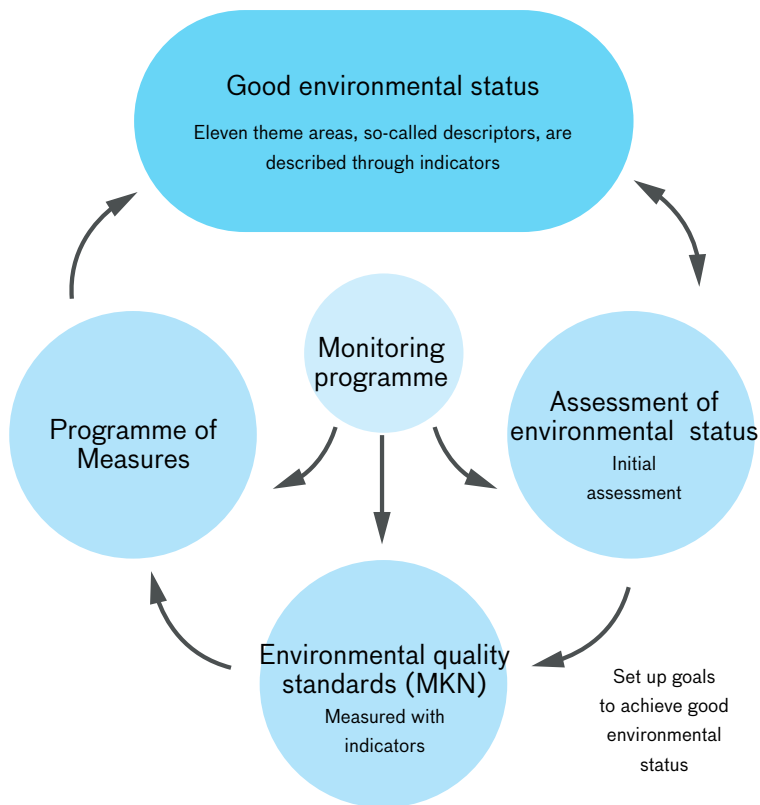 Good environmental status
Eleven theme areas, so-called descriptors, are
described through indicators
Monitoring
programme
Programme of
Measures
Assessment of
environmental status
Initial
assessment
Environmental quality
standards (MKN)
Measured with
indicators
Set up goals
to achieve good
environmental
status